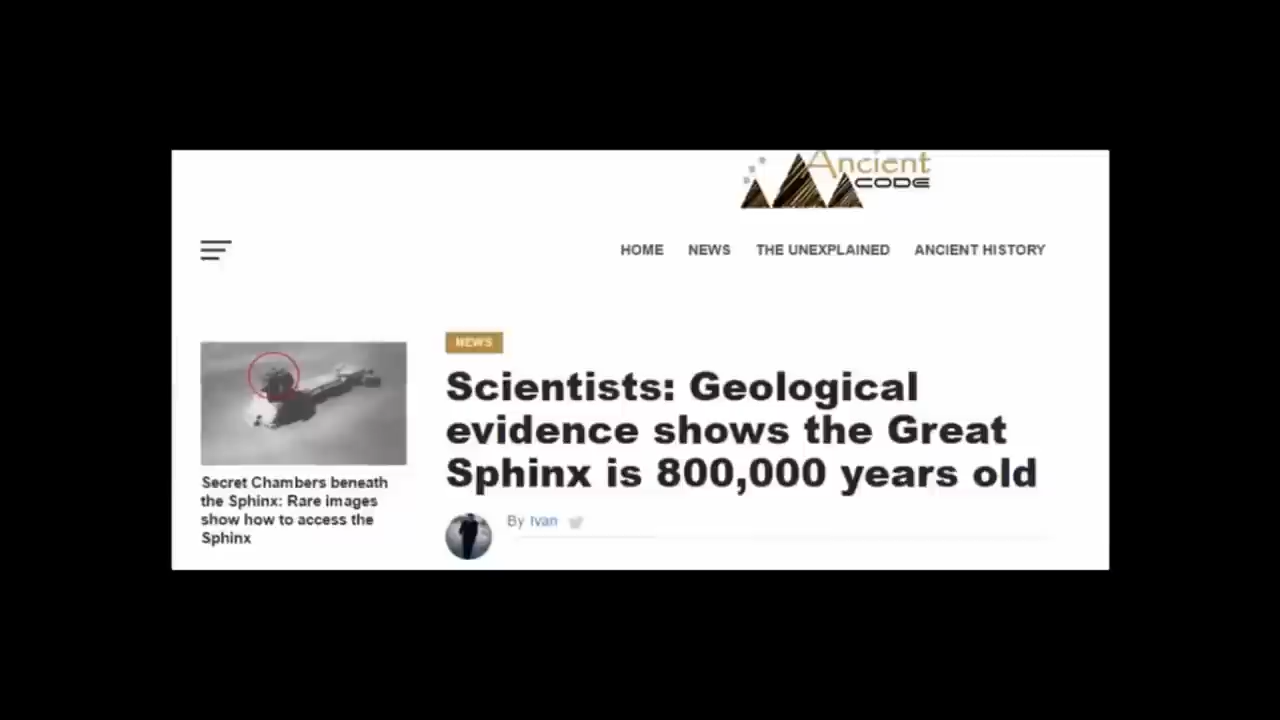 Ancient
CODE
HOME NEWS THE UNEXPLAINED ANCIENT HISTORY
NEWS
Scientists: Geological
evidence shows the Great
Sphinx is 800,000 years old
By Ivan
Secret Chambers beneath
the Sphinx: Rare images
show how to access the
Sphinx